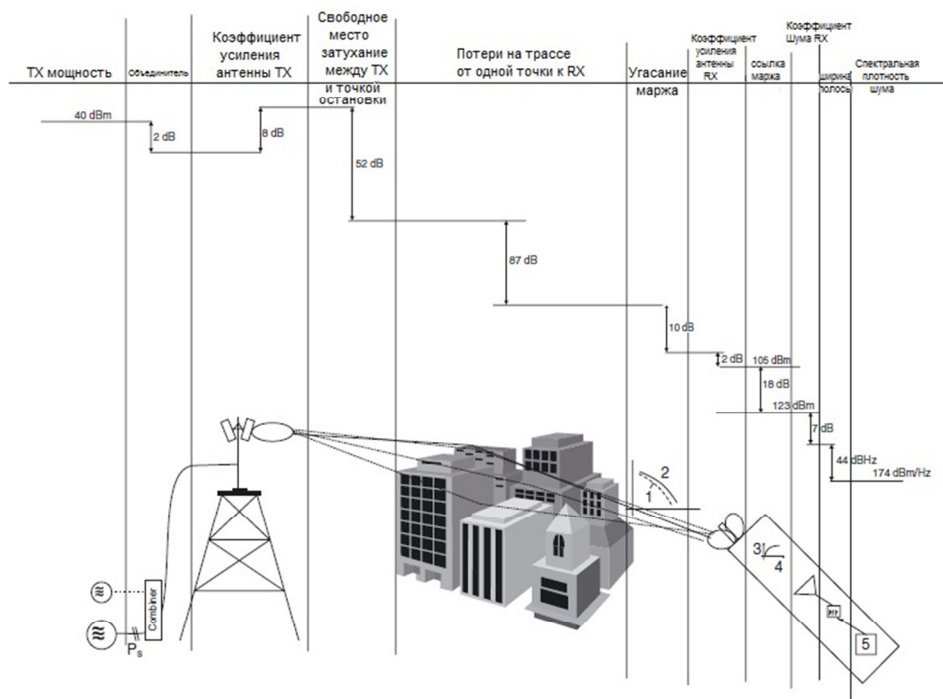 TX мощность
Объединитель
Коэффициент
усиления
антенны TX
Свободное
место
затухание
между TX
и точкой
остановки
Потери на трассе
от одной точки к RX
Угасание
маржа
Коэффициент
усиления
антенны
RX
ссылка
маржа
Коэффициент
Шума RX
ширина
полосы
Спектральная
плотность
шума
40 dBm
2 dB
8 dB
52 dB
87 dB
10 dB
2 dB
105 dBm
18 dB
123 dBm
7 dB
44 dBHz
174 dBm/Hz
1
2
3
4
5
Combiner
Ps